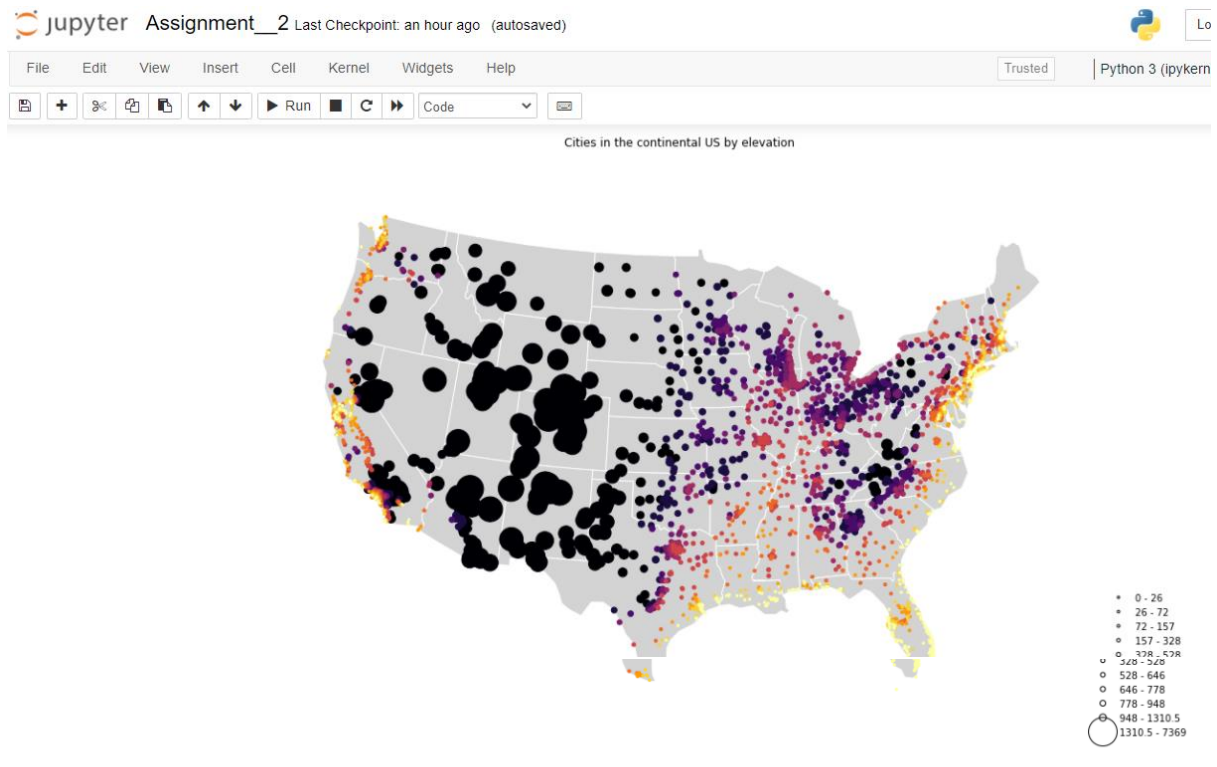 jupyter Assignment__2 Last Checkpoint: an hour ago (autosaved)
Lo
File Edit View Insert Cell Kernel Widgets Help
Trusted
Python 3 (ipykern
Run
Code
Cities in the continental US by elevation
0 - 26
26 - 72
72 - 157
157 - 328
328 - 528
328 - 528
528 - 646
646 - 778
778 - 948
948 - 1310.5
1310.5 - 7369